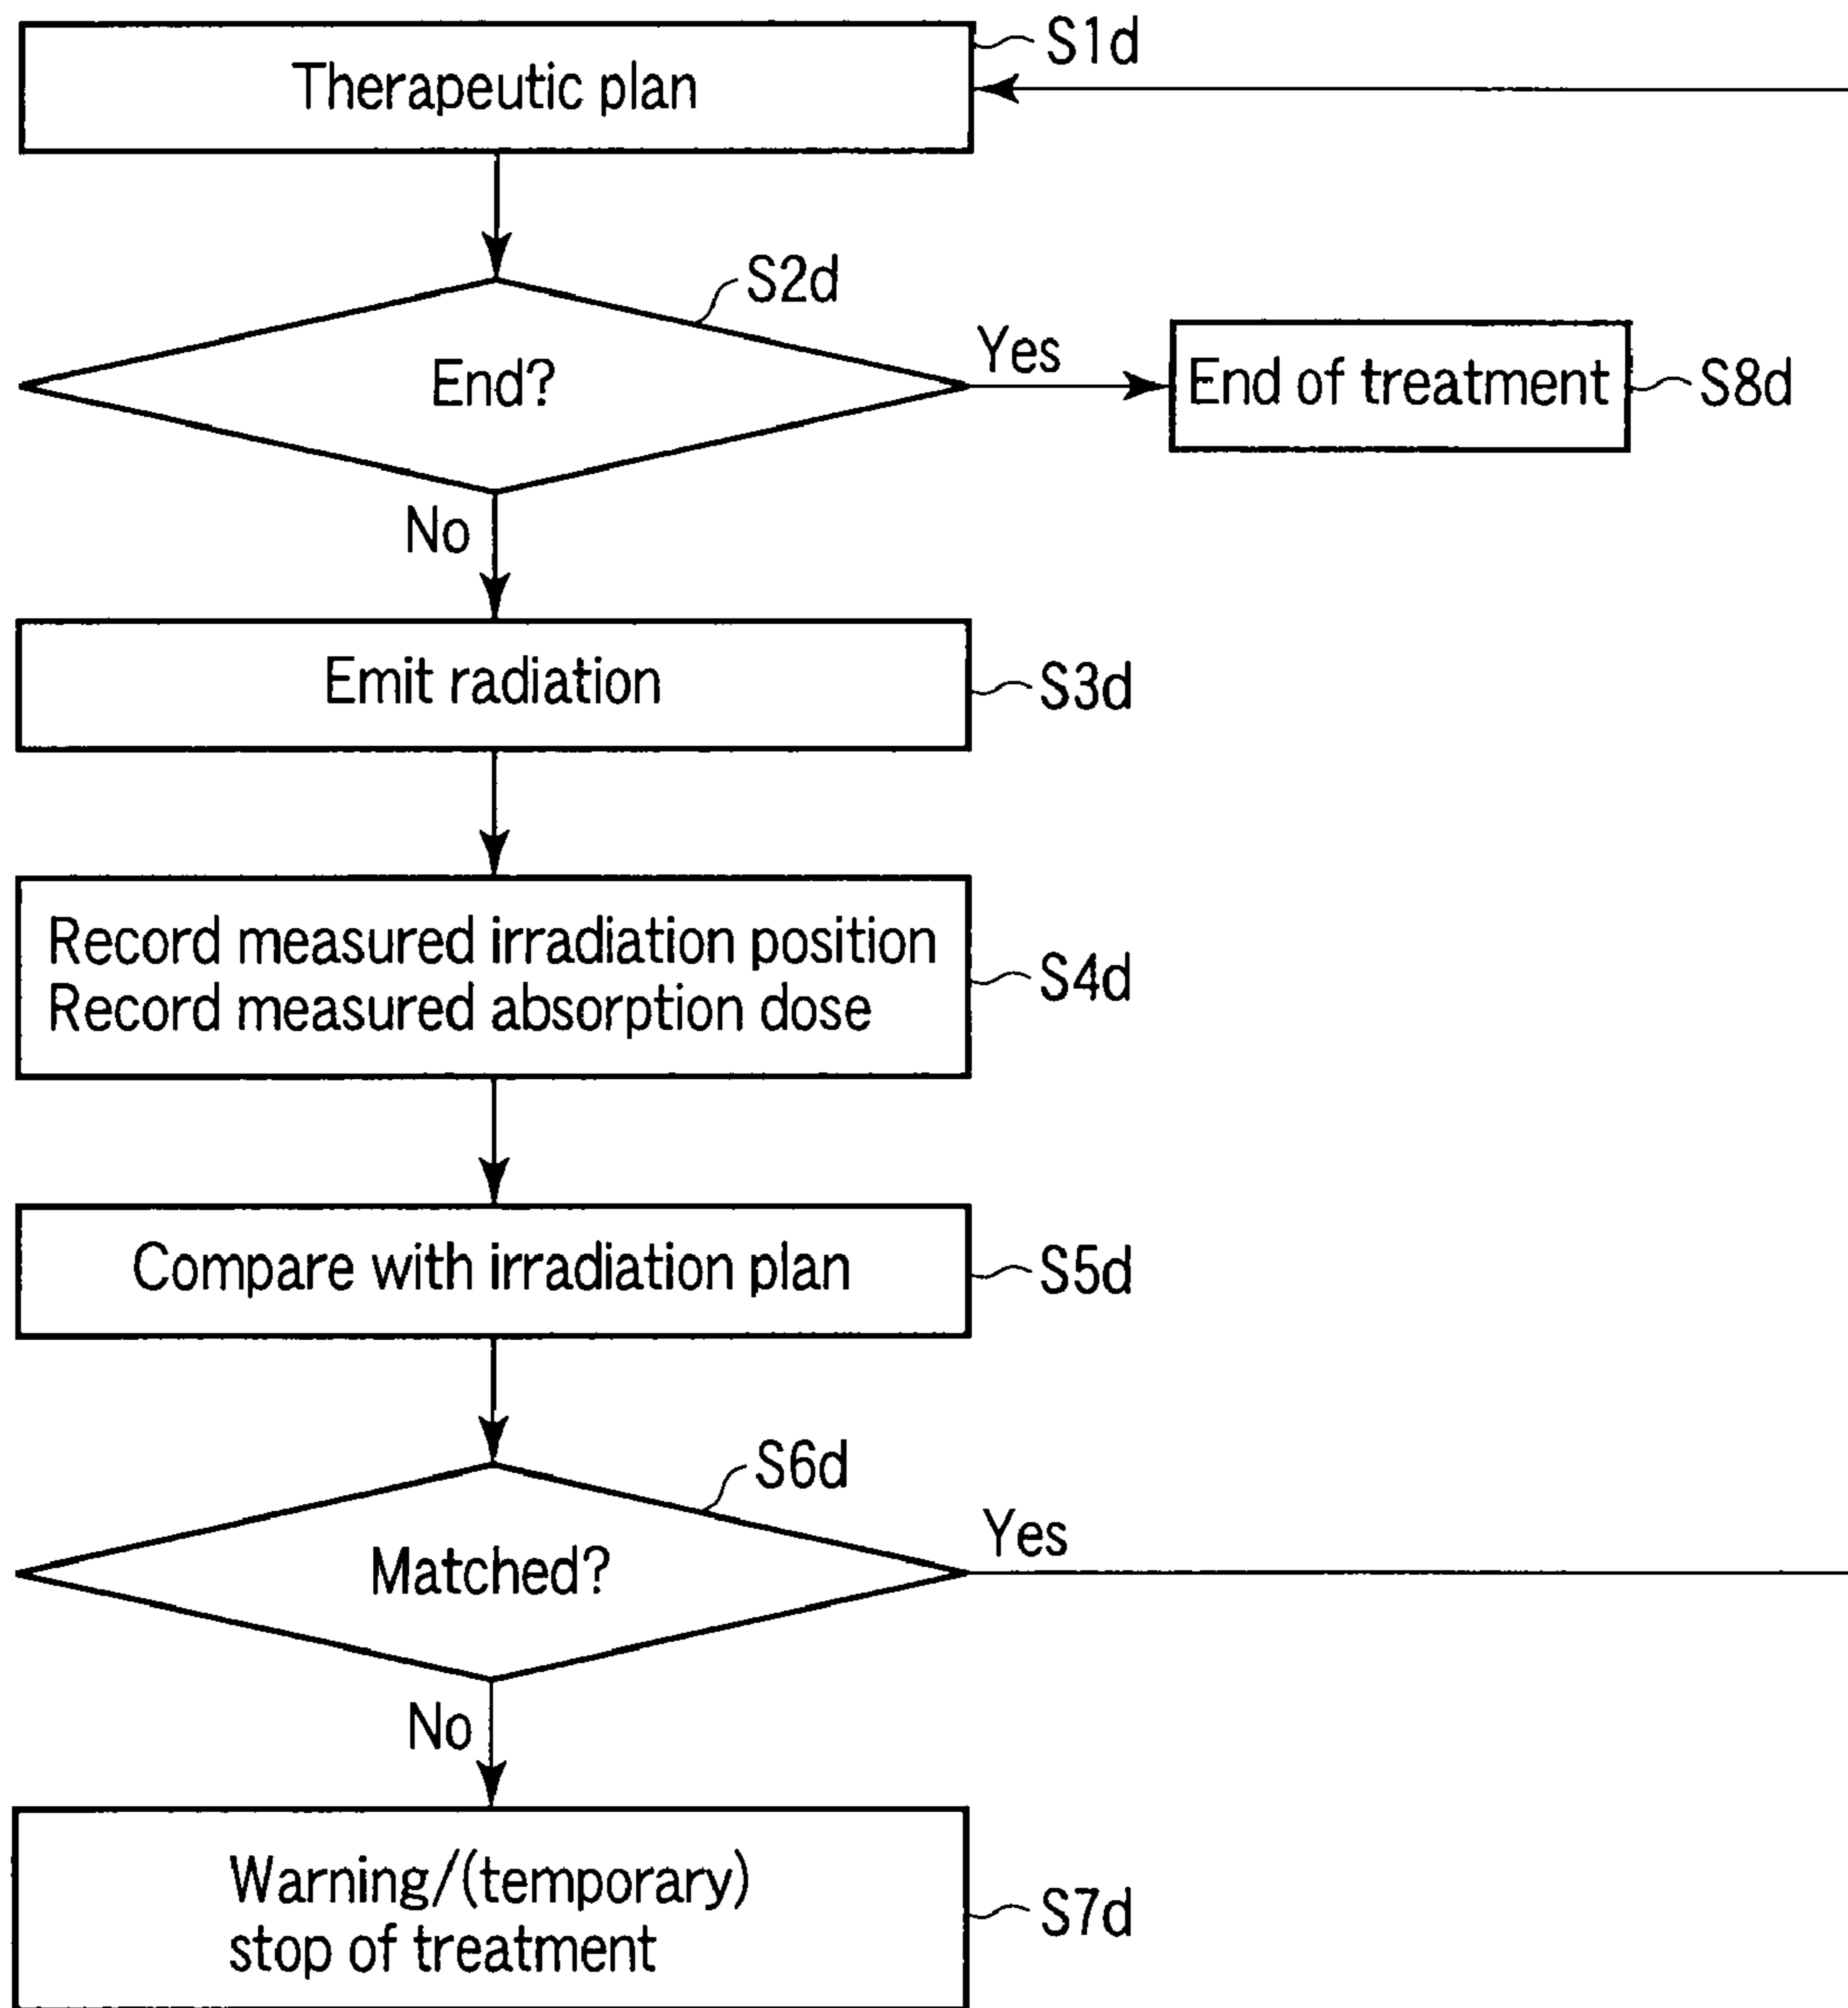 Therapeutic plan
S1d
End?
S2d
Yes
End of treatment
S8d
No
Emit radiation
S3d
Record measured irradiation position
Record measured absorption dose
S4d
Compare with irradiation plan
S5d
Matched?
S6d
Yes
No
Warning/(temporary)
stop of treatment
S7d